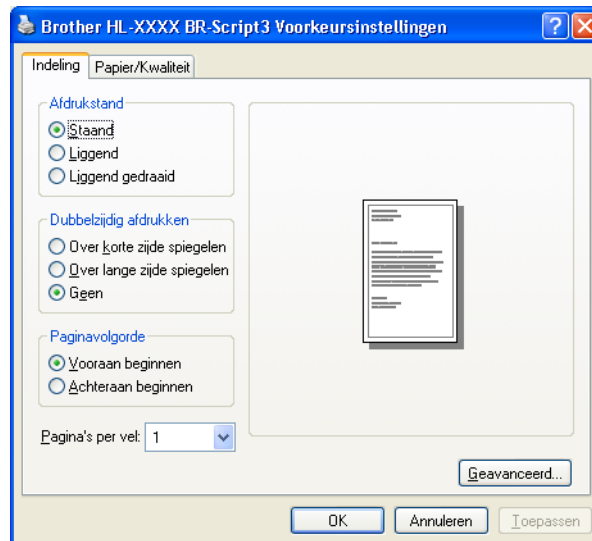 Brother HL-XXXX BR-Script3 Voorkeursinstellingen
Indeling Papier/Kwaliteit
Afdrukstand
Staand
Liggend
Liggend gedraaid
Dubbelzijdig afdrukken
Over korte zijde spiegelen
Over lange zijde spiegelen
Geen
Paginavolgorde
Vooraan beginnen
Achteraan beginnen
Pagina's per vel: 1
Geavanceerd...
OK Annuleren Toepassen